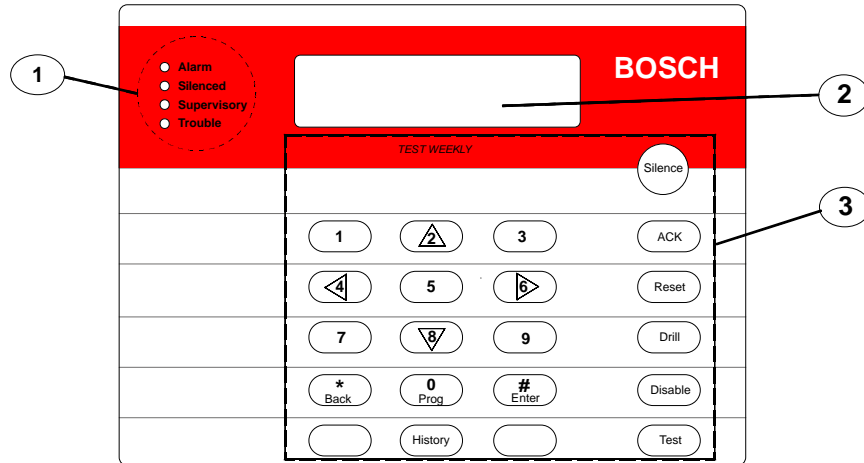 1
Alarm
Silenced
Supervisory
Trouble
BOSCH
2
TEST WEEKLY
Silence
3
1 2 3 ACK
4 5 6 Reset
7 8 9 Drill
* 0 # Disable
Back Prog Enter
History Test